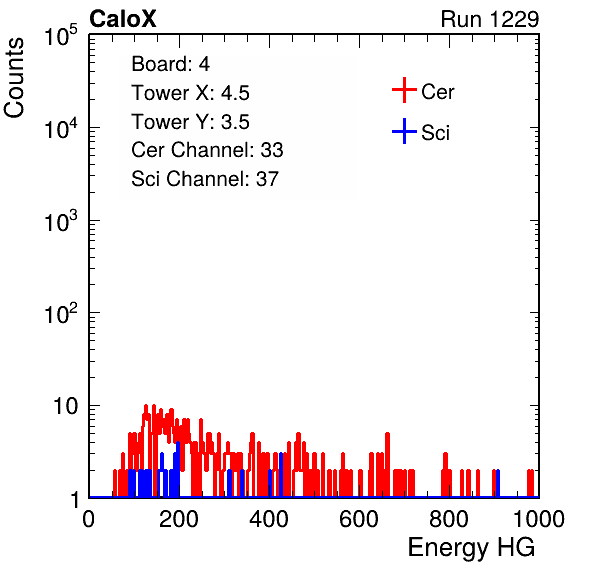 CaloX Run 1229
Counts
10^5
10^4
10^3
10^2
10
1
Board: 4
Tower X: 4.5
Tower Y: 3.5
Cer Channel: 33
Sci Channel: 37
Cer
Sci
0 200 400 600 800 1000
Energy HG